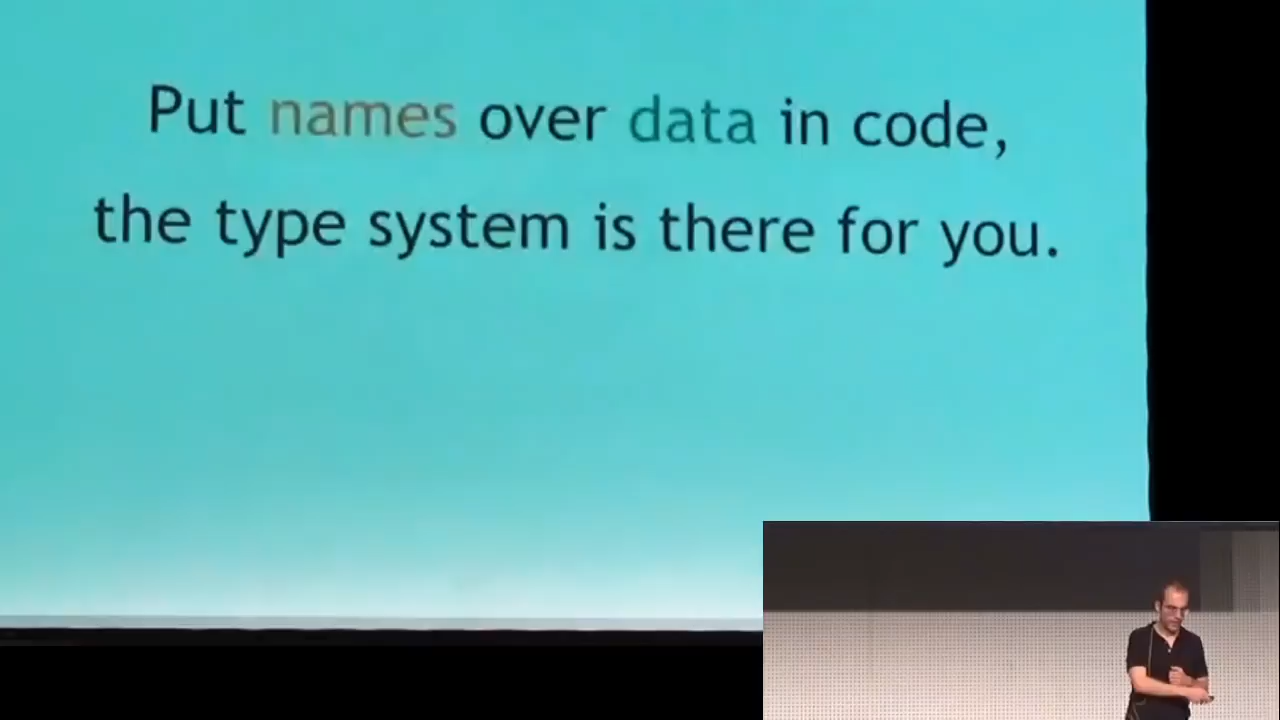 Put names over data in code,
the type system is there for you.